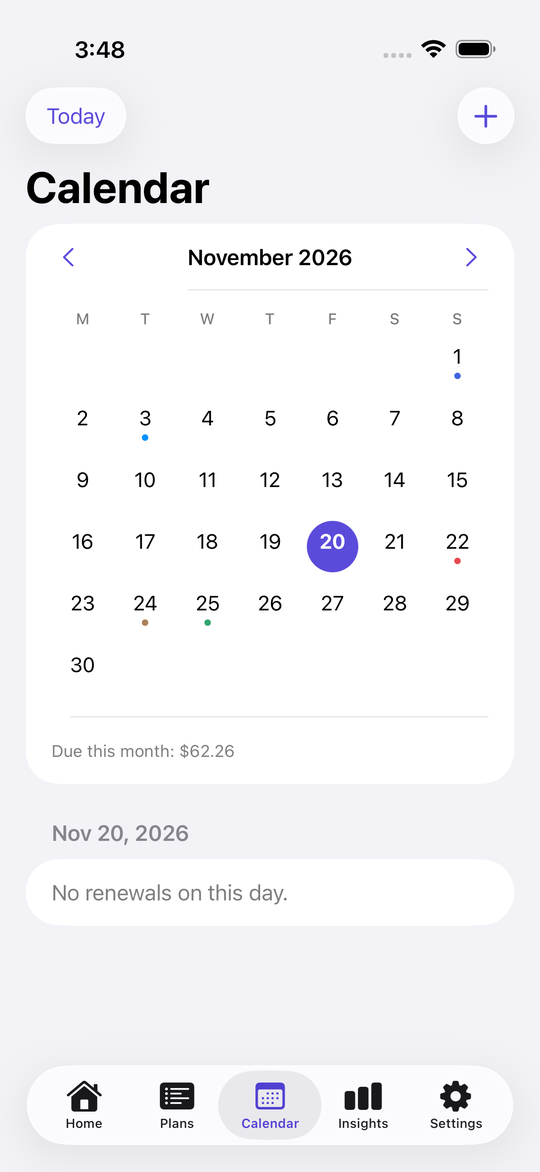 3:48
Today
Calendar
November 2026
M T W T F S S
1
2 3 4 5 6 7 8
9 10 11 12 13 14 15
16 17 18 19 20 21 22
23 24 25 26 27 28 29
30
Due this month: $62.26
Nov 20, 2026
No renewals on this day.
Home Plans Calendar Insights Settings